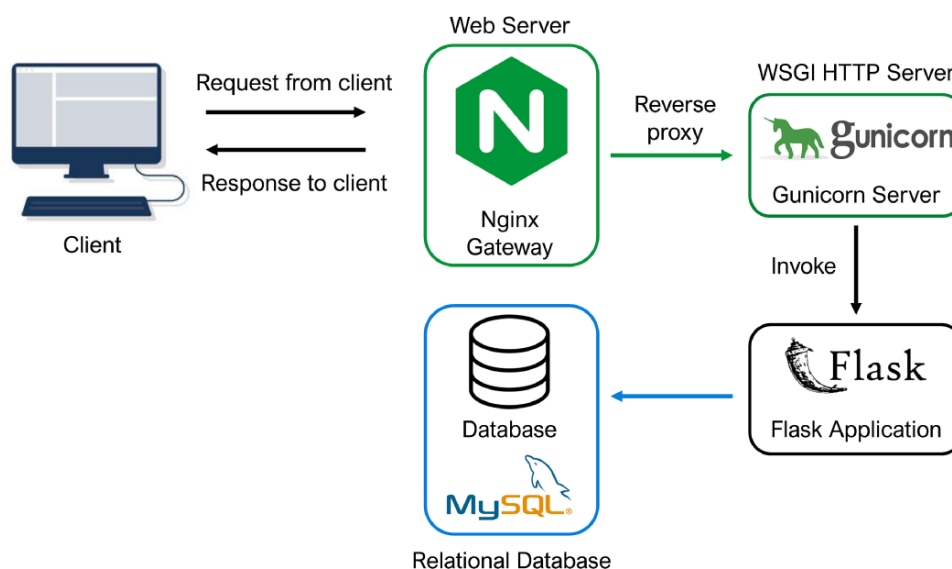 Web Server
Request from client
Response to client
Client
N
Nginx
Gateway
Reverse
proxy
WSGI HTTP Server
gunicorn
Gunicorn Server
Invoke
Flask
Flask Application
Database
MySQL®
Relational Database